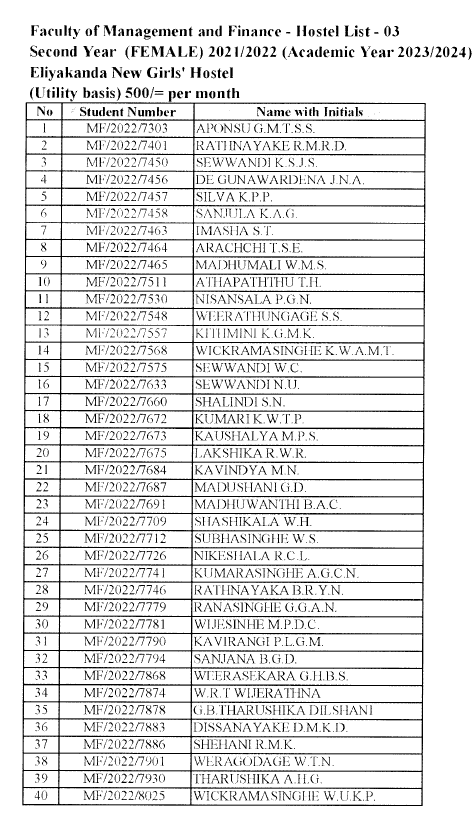 Faculty of Management and Finance - Hostel List - 03
Second Year (FEMALE) 2021/2022 (Academic Year 2023/2024)
Eliyakanda New Girls' Hostel
(Utility basis) 500/= per month
No Student Number Name with Initials
1 MF/2022/7303 APONSU G.M.T.S.S.
2 MF/2022/7401 RATHNAYAKE R.M.R.D.
3 MF/2022/7450 SEWWANDI K.S.J.S.
4 MF/2022/7456 DE GUNAWARDENA J.N.A.
5 MF/2022/7457 SILVA K.P.P.
6 MF/2022/7458 SANJULA K.A.G.
7 MF/2022/7463 IMASHA S.T.
8 MF/2022/7464 ARACHCHI T.S.E.
9 MF/2022/7465 MADHUMALI W.M.S.
10 MF/2022/7511 ATHAPATHTHU T.H.
11 MF/2022/7530 NISANSALA P.G.N.
12 MF/2022/7548 WEERATHUNGAGE S.S.
13 MF/2022/7557 KITHMINI K.G.M.K.
14 MF/2022/7568 WICKRAMASINGHE K.W.A.M.T.
15 MF/2022/7575 SEWWANDI W.C.
16 MF/2022/7633 SEWWANDI N.U.
17 MF/2022/7660 SHALINDI S.N.
18 MF/2022/7672 KUMARI K.W.T.P.
19 MF/2022/7673 KAUSHALYA M.P.S.
20 MF/2022/7675 LAKSHIKA R.W.R.
21 MF/2022/7684 KAVINDYA M.N.
22 MF/2022/7687 MADUSHANI G.D.
23 MF/2022/7691 MADHUWANTHI B.A.C.
24 MF/2022/7709 SHASHIKALA W.H.
25 MF/2022/7712 SUBHASINGHE W.S.
26 MF/2022/7726 NIKESHALA R.C.L.
27 MF/2022/7741 KUMARASINGHE A.G.C.N.
28 MF/2022/7746 RATHNAYAKA B.R.Y.N.
29 MF/2022/7779 RANASINGHE G.G.A.N.
30 MF/2022/7781 WIJESINHE M.P.D.C.
31 MF/2022/7790 KAVIRANGI P.L.G.M.
32 MF/2022/7794 SANJANA B.G.D.
33 MF/2022/7868 WEERASEKARA G.H.B.S.
34 MF/2022/7874 W.R.T WIJERATHNA
35 MF/2022/7878 G.B.THARUSHIKA DILSHANI
36 MF/2022/7883 DISSANAYAKE D.M.K.D.
37 MF/2022/7886 SHEHANI R.M.K.
38 MF/2022/7901 WERAGODAGE W.T.N.
39 MF/2022/7930 THARUSHIKA A.H.G.
40 MF/2022/8025 WICKRAMASINGHE W.U.K.P.